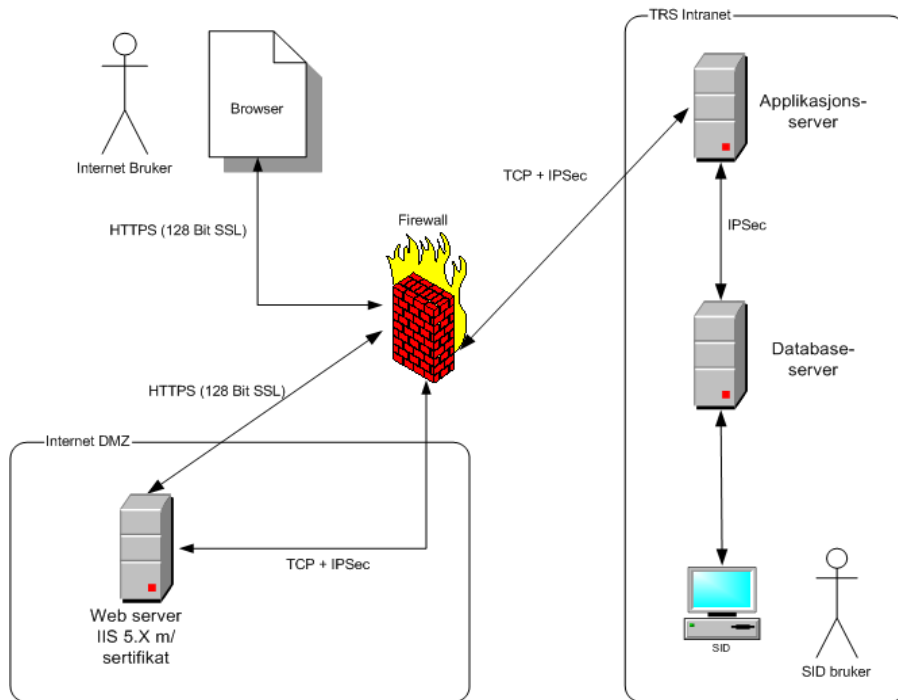 TRS Intranet
Browser
Internet Bruker
Applikasjons-
server
TCP + IPSec
HTTPS (128 Bit SSL)
Firewall
IPSec
Database-
server
HTTPS (128 Bit SSL)
Internet DMZ
TCP + IPSec
Web server
IIS 5.X m/
sertifikat
SID
SID bruker